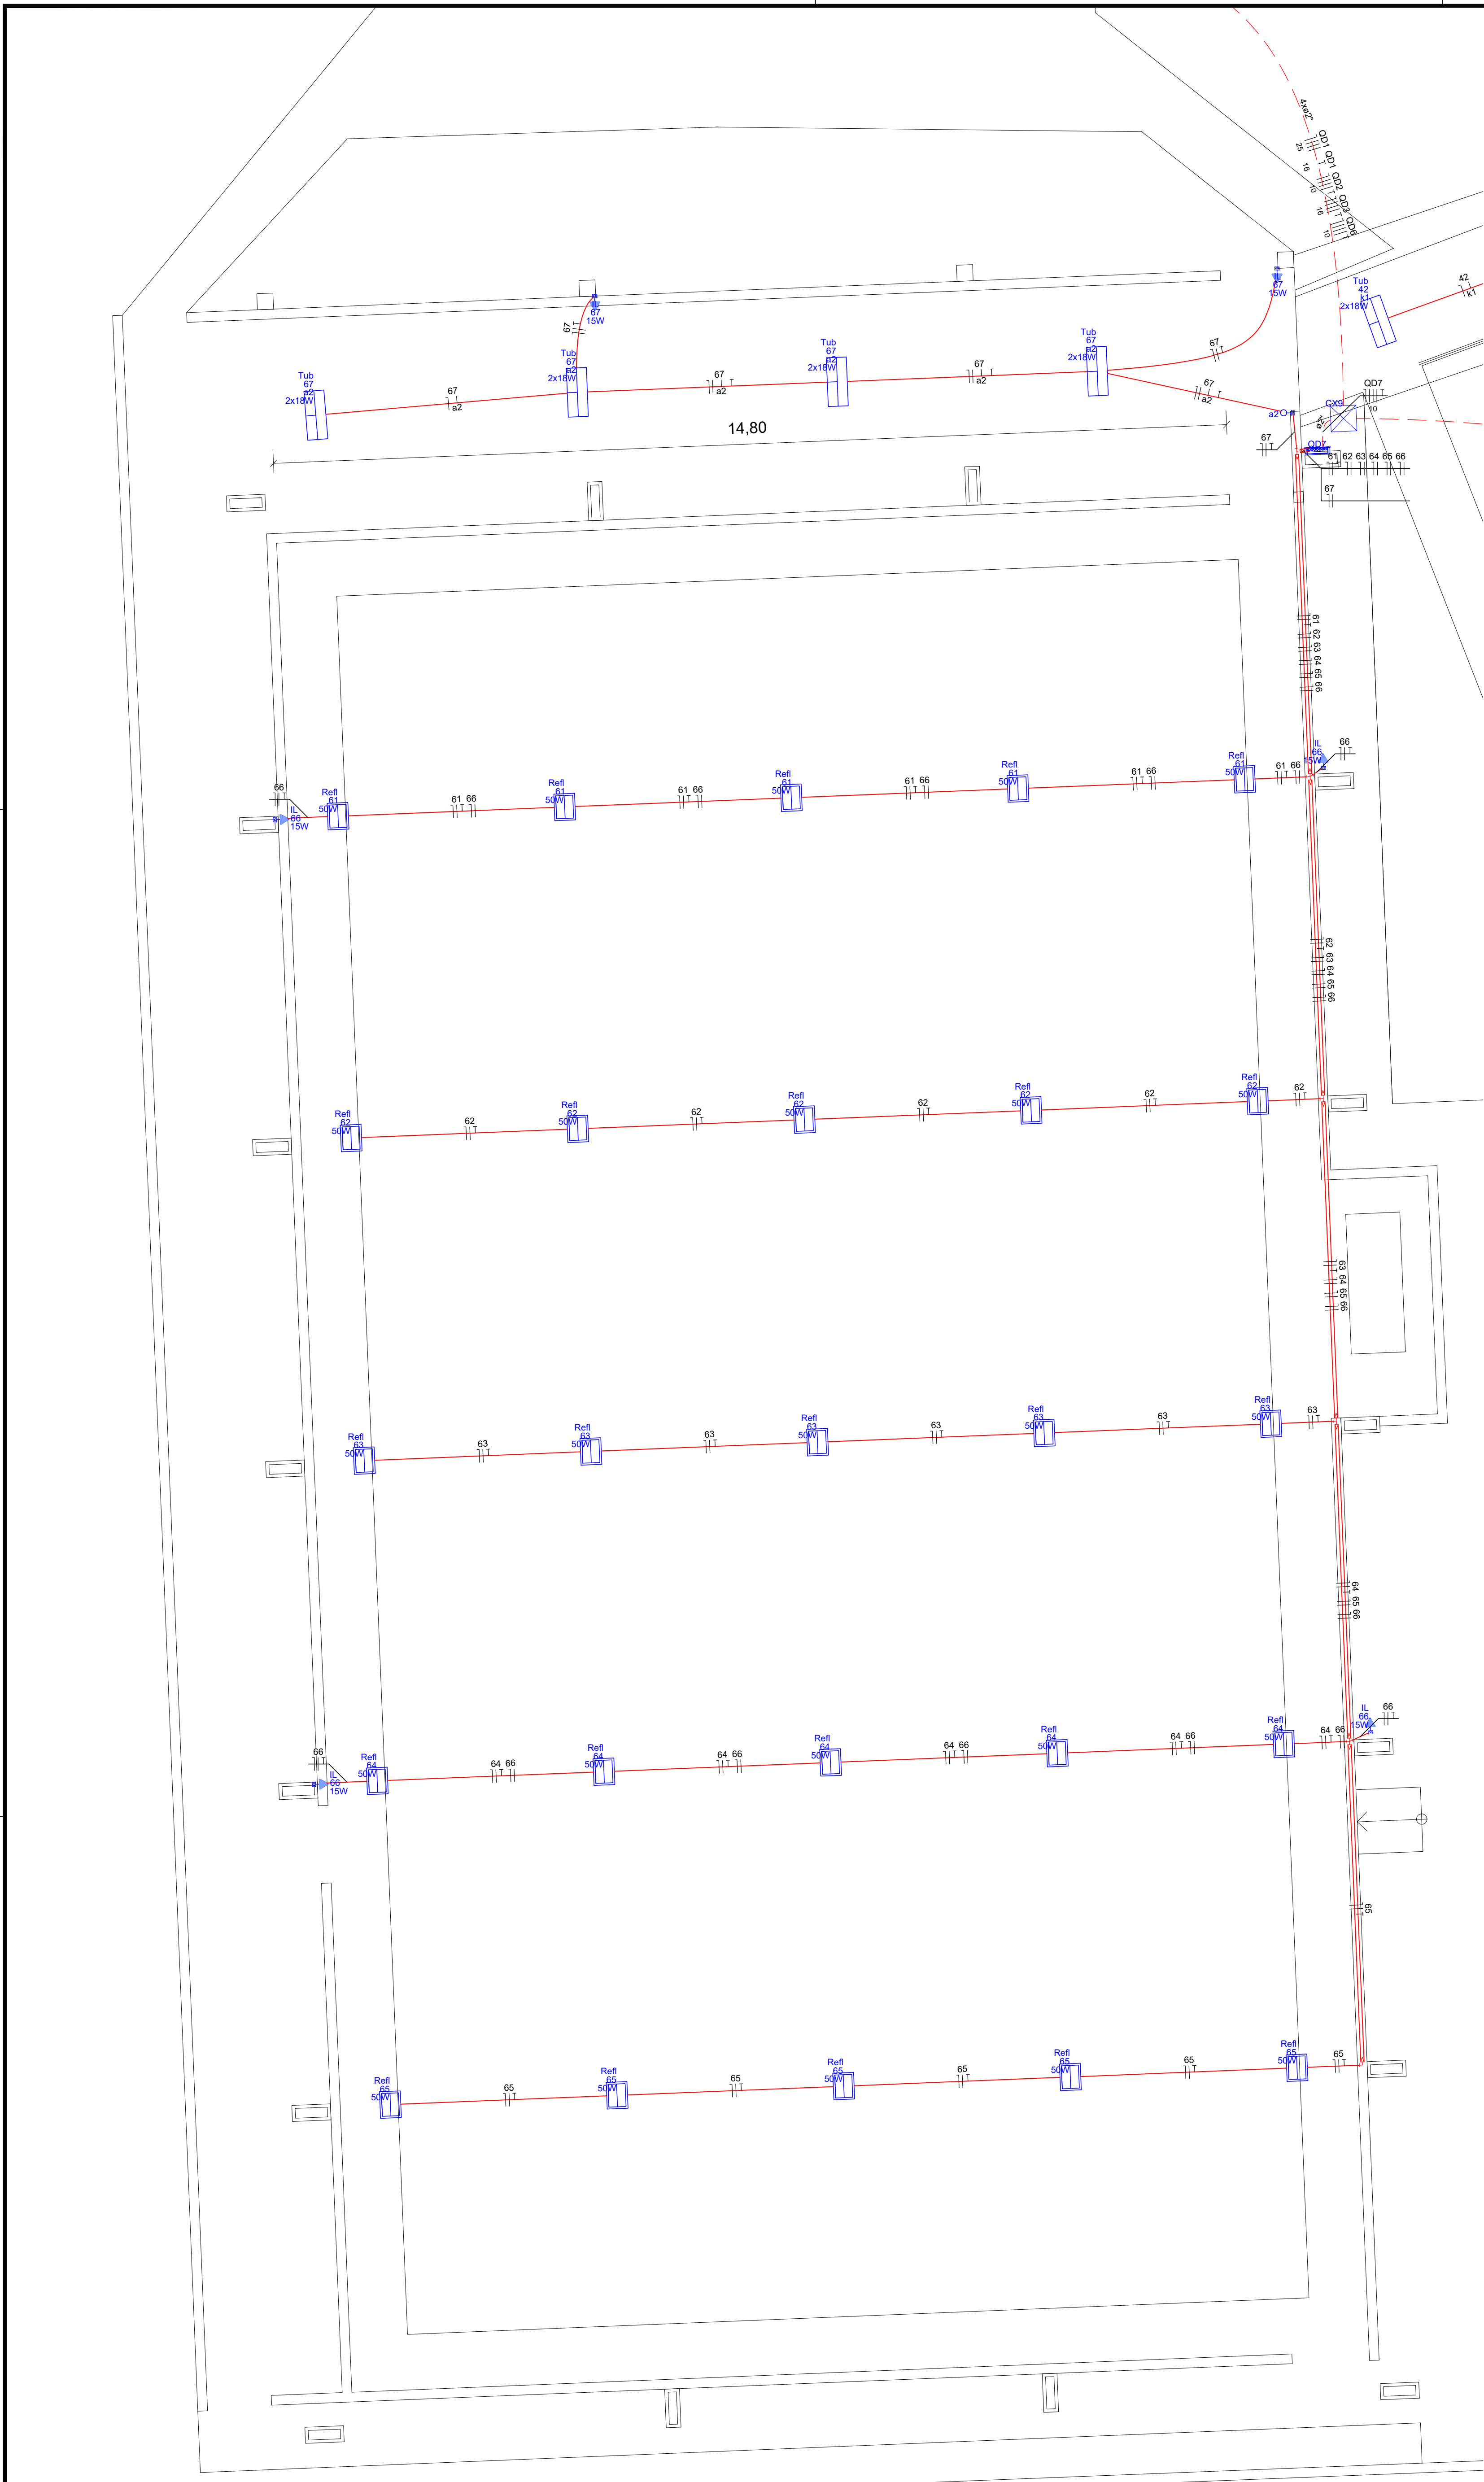 4xø2"
QD1 QD1 QD2 QD3 QD6
25 16 10 16 10
67
15W
67
15W
67
Tub
42
k1
2x18W
42
k1
Tub
67
a2
2x18W
67
a2
Tub
67
a2
2x18W
67
a2
Tub
67
a2
2x18W
67
a2
Tub
67
a2
2x18W
67
67
a2
a2
14,80
QD7
10
CX9
67
QD7
61 62 63 64 65 66
67
61 62 63 64 65 66
66
IL
66
15W
Refl
61
50W
61 66
Refl
61
50W
61 66
Refl
61
50W
61 66
Refl
61
50W
61 66
Refl
61
50W
61 66
IL
66
15W
66
62 63 64 65 66
Refl
62
50W
62
Refl
62
50W
62
Refl
62
50W
62
Refl
62
50W
62
Refl
62
50W
62
63 64 65 66
Refl
63
50W
63
Refl
63
50W
63
Refl
63
50W
63
Refl
63
50W
63
Refl
63
50W
63
64 65 66
66
IL
66
15W
Refl
64
50W
64 66
Refl
64
50W
64 66
Refl
64
50W
64 66
Refl
64
50W
64 66
Refl
64
50W
64 66
IL
66
15W
66
65
Refl
65
50W
65
Refl
65
50W
65
Refl
65
50W
65
Refl
65
50W
65
Refl
65
50W
65